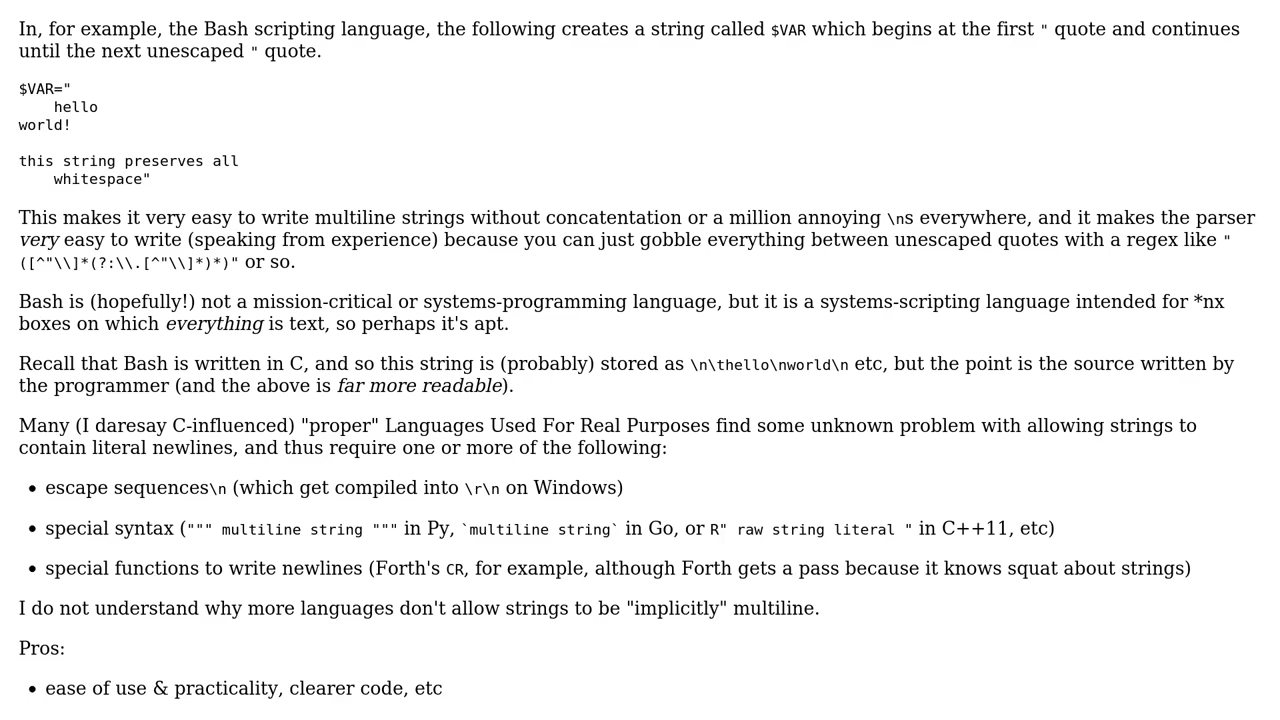 In, for example, the Bash scripting language, the following creates a string called $VAR which begins at the first " quote and continues
until the next unescaped " quote.
$VAR="
    hello
world!

this string preserves all
    whitespace"
This makes it very easy to write multiline strings without concatentation or a million annoying \ns everywhere, and it makes the parser
very easy to write (speaking from experience) because you can just gobble everything between unescaped quotes with a regex like "
([^"\\]*(?:\\.[^"\\]*)*)" or so.
Bash is (hopefully!) not a mission-critical or systems-programming language, but it is a systems-scripting language intended for *nx
boxes on which everything is text, so perhaps it's apt.
Recall that Bash is written in C, and so this string is (probably) stored as \n\thello\nworld\n etc, but the point is the source written by
the programmer (and the above is far more readable).
Many (I daresay C-influenced) "proper" Languages Used For Real Purposes find some unknown problem with allowing strings to
contain literal newlines, and thus require one or more of the following:
• escape sequences\n (which get compiled into \r\n on Windows)
• special syntax (""" multiline string """ in Py, `multiline string` in Go, or R" raw string literal " in C++11, etc)
• special functions to write newlines (Forth's CR, for example, although Forth gets a pass because it knows squat about strings)
I do not understand why more languages don't allow strings to be "implicitly" multiline.
Pros:
• ease of use & practicality, clearer code, etc